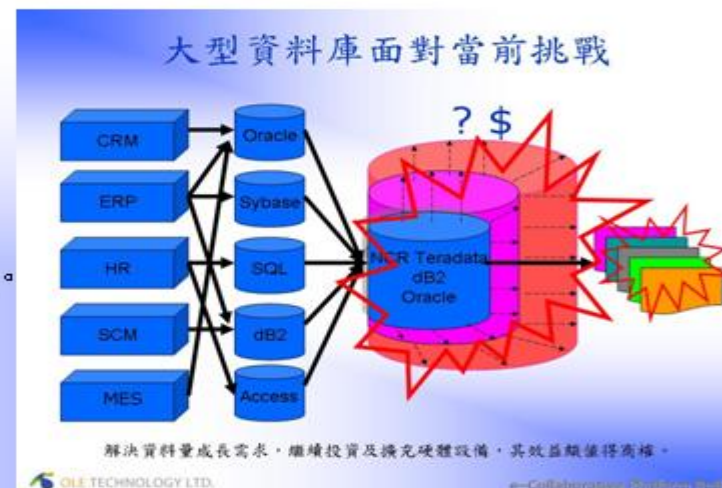 大型資料庫面對當前挑戰
? $
CRM
Oracle
ERP
Sybase
HR
SQL
NCR Teradata
dB2
Oracle
SCM
dB2
MES
Access
解決資料量成長需求，繼續投資及擴充硬體設備，其效益頗值得商榷。
OLE TECHNOLOGY LTD.
e-Collaborative Platform